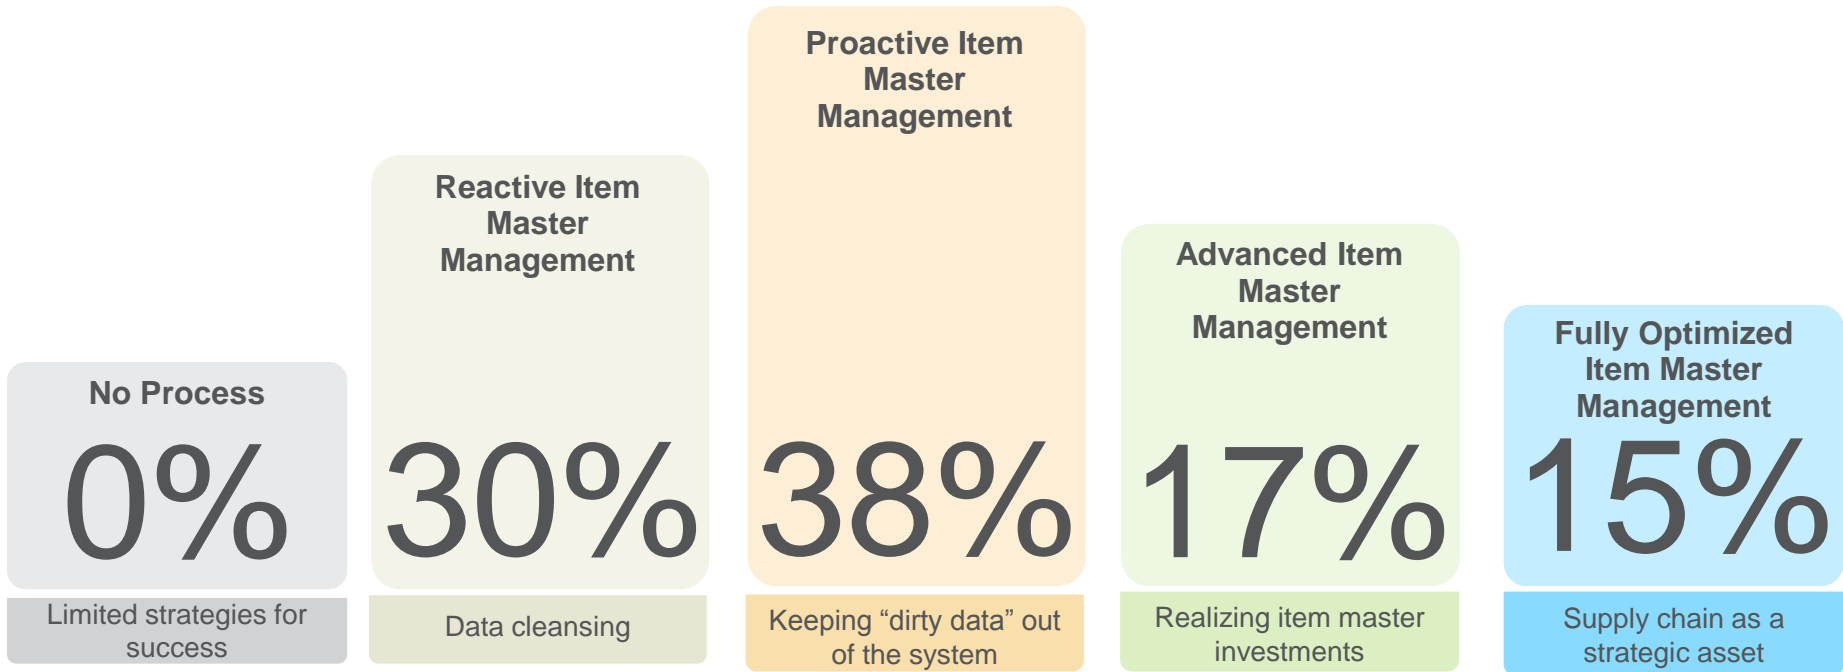 No Process
0%
Limited strategies for
success
Reactive Item
Master
Management
30%
Data cleansing
Proactive Item
Master
Management
38%
Keeping “dirty data” out
of the system
Advanced Item
Master
Management
17%
Realizing item master
investments
Fully Optimized
Item Master
Management
15%
Supply chain as a
strategic asset